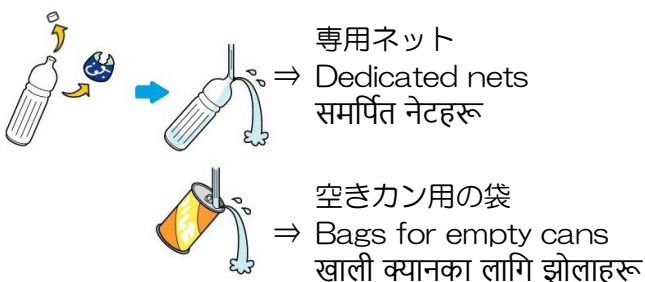 専用ネット
⇒ Dedicated nets
समर्पित नेटहरू
空きカン用の袋
⇒ Bags for empty cans
खाली क्यानका लागि झोलाहरू